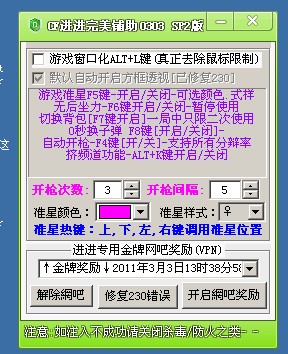 CF进进完美辅助0303 SP2版
游戏窗口化ALT+L键(真正去除鼠标限制)
默认自动开启方框透视[已修复230]
游戏准星F5键-开启/关闭-可选颜色.式样
无后坐力-F6键开启/关闭-暂停使用
切换背包[F7键开启]一局中只限二次使用
0秒换子弹 F8键[开启/关闭]-
自动开枪-F4键[开/关]-支持所有分辩率
挤频道功能-ALT+K键开启/关闭
开枪次数: 3 开枪间隔: 5
准星颜色: 准星样式: ♀
准星热键：上,下,左,右键调用星位置
进进专用金牌网吧奖励(VPN)
↑金牌奖励↓2011年3月3日13时38分58
解除網吧 修复230错误 开启網吧奖励
注意:如注入不成功请关闭杀毒/防火之类- -
这